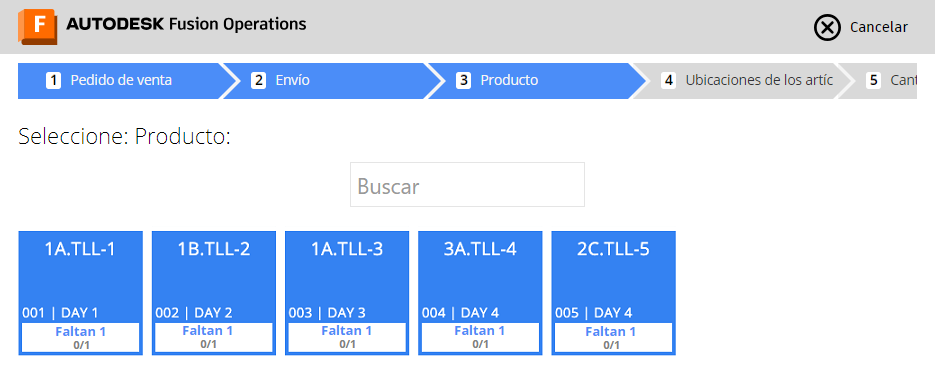 F AUTODESK Fusion Operations
Cancelar
1 Pedido de venta 2 Envío 3 Producto 4 Ubicaciones de los artíc 5 Cant
Seleccione: Producto:
Buscar
1A.TLL-1
001 | DAY 1
Faltan 1
0/1
1B.TLL-2
002 | DAY 2
Faltan 1
0/1
1A.TLL-3
003 | DAY 3
Faltan 1
0/1
3A.TLL-4
004 | DAY 4
Faltan 1
0/1
2C.TLL-5
005 | DAY 4
Faltan 1
0/1